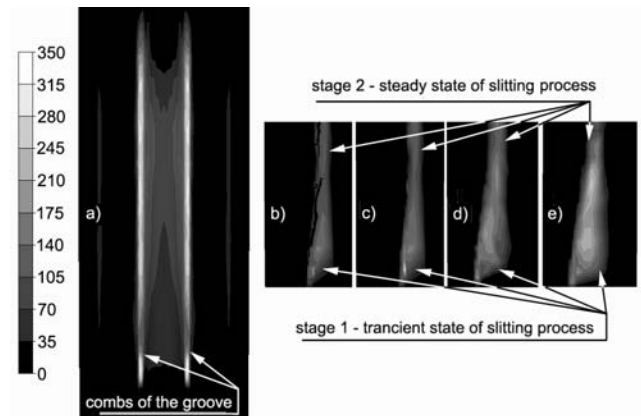 350
315
280
245
210
175
140
105
70
35
0
a)
combs of the groove
stage 2 - steady state of slitting process
b)
c)
d)
e)
stage 1 - trancient state of slitting process